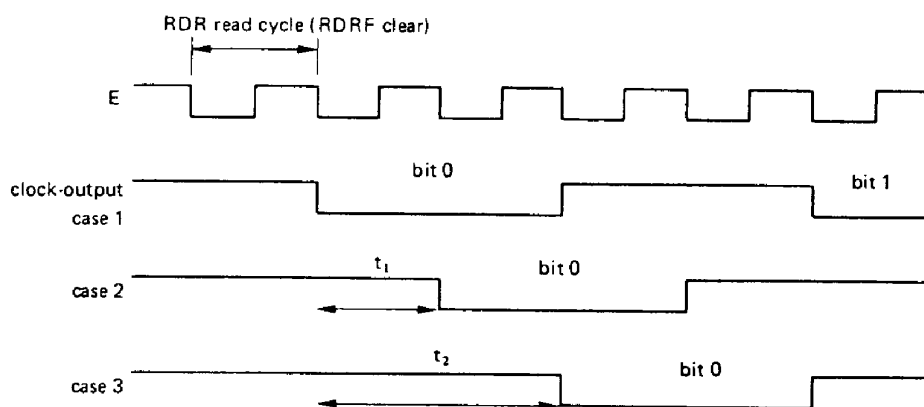 RDR read cycle (RDRF clear)
E
bit 0
clock-output
case 1
bit 1
t₁
bit 0
case 2
t₂
bit 0
case 3